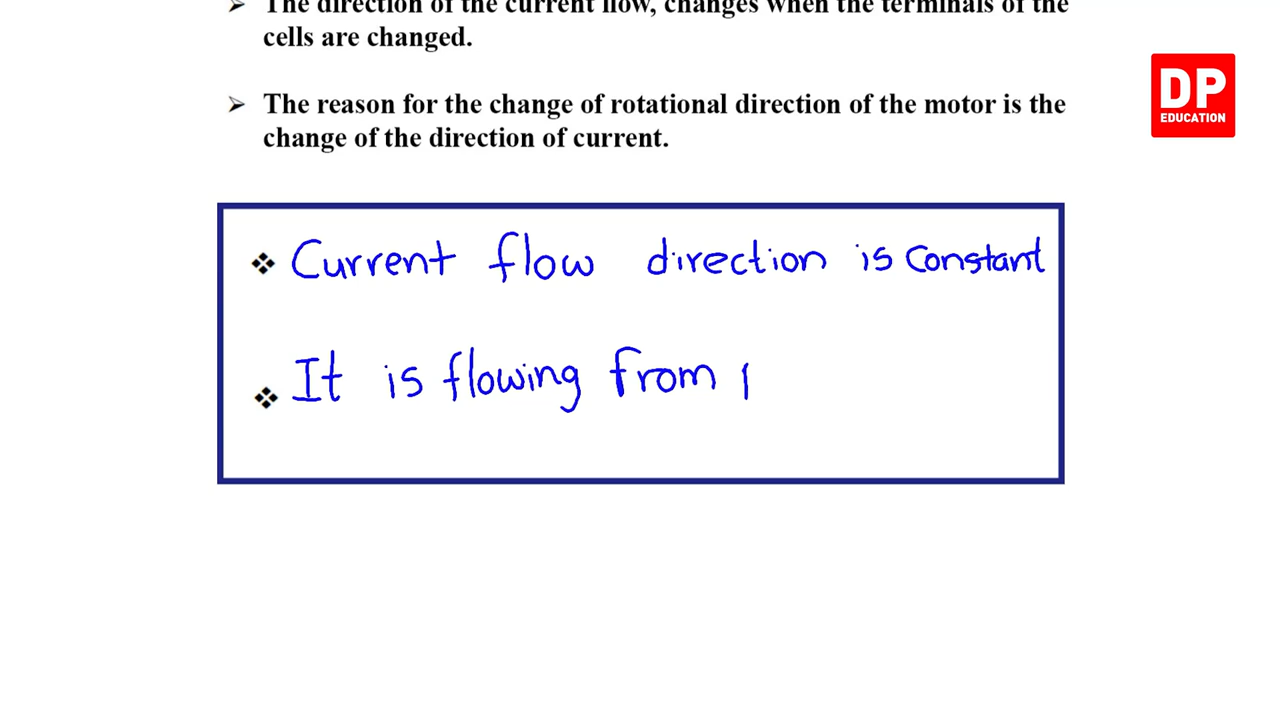 ➢ The direction of the current flow, changes when the terminals of the
cells are changed.
➢ The reason for the change of rotational direction of the motor is the
change of the direction of current.
❖ Current flow direction is constant
❖ It is flowing from
DP
EDUCATION